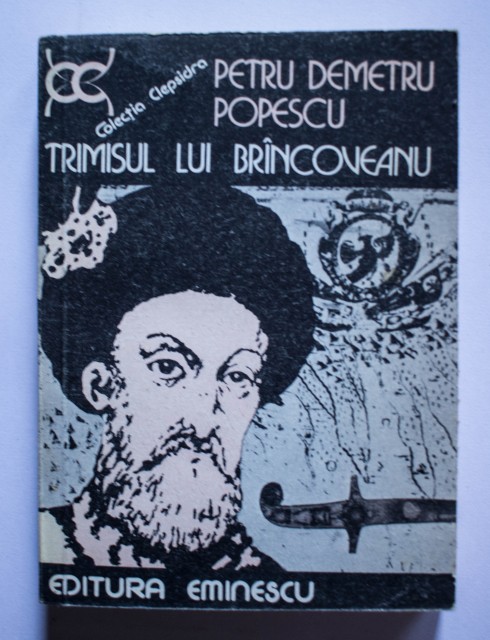 Colecția Clepsidra
PETRU DEMETRU
POPESCU
TRIMISUL LUI BRÎNCOVEANU
EDITURA EMINESCU